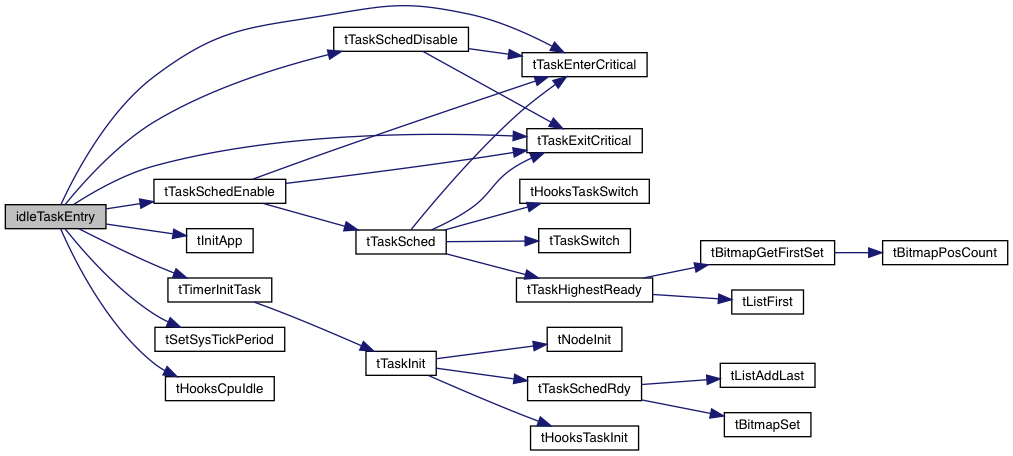 idleTaskEntry
tTaskSchedDisable
tTaskEnterCritical
tTaskExitCritical
tTaskSchedEnable
tHooksTaskSwitch
tInitApp
tTaskSched
tTaskSwitch
tBitmapGetFirstSet
tBitmapPosCount
tTimerInitTask
tTaskHighestReady
tListFirst
tSetSysTickPeriod
tNodeInit
tTaskInit
tTaskSchedRdy
tListAddLast
tHooksCpuIdle
tBitmapSet
tHooksTaskInit